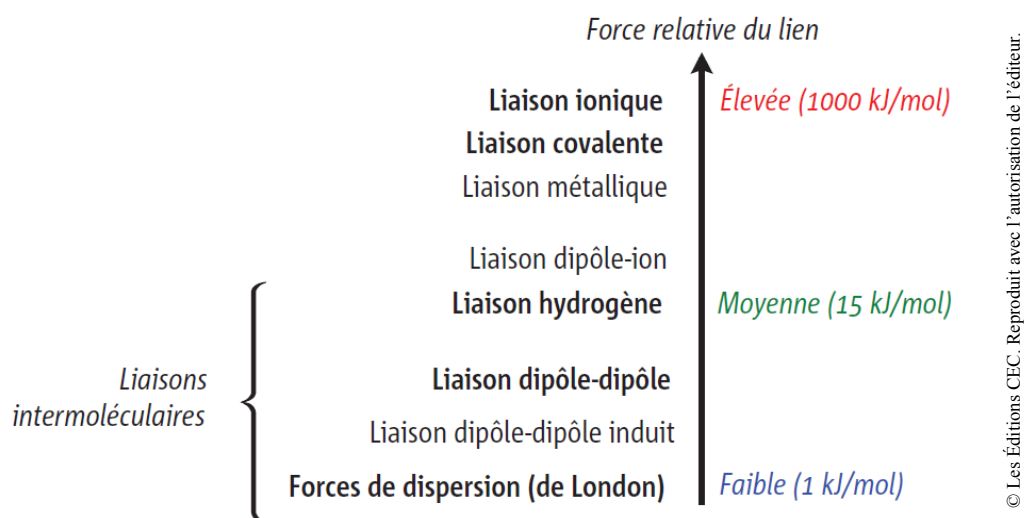 Force relative du lien
Liaison ionique
Élevée (1000 kJ/mol)
Liaison covalente
Liaison métallique
Liaison dipôle-ion
Liaison hydrogène
Moyenne (15 kJ/mol)
Liaisons
intermoléculaires
Liaison dipôle-dipôle
Liaison dipôle-dipôle induit
Forces de dispersion (de London)
Faible (1 kJ/mol)
© Les Éditions CEC. Reproduit avec l'autorisation de l'éditeur.